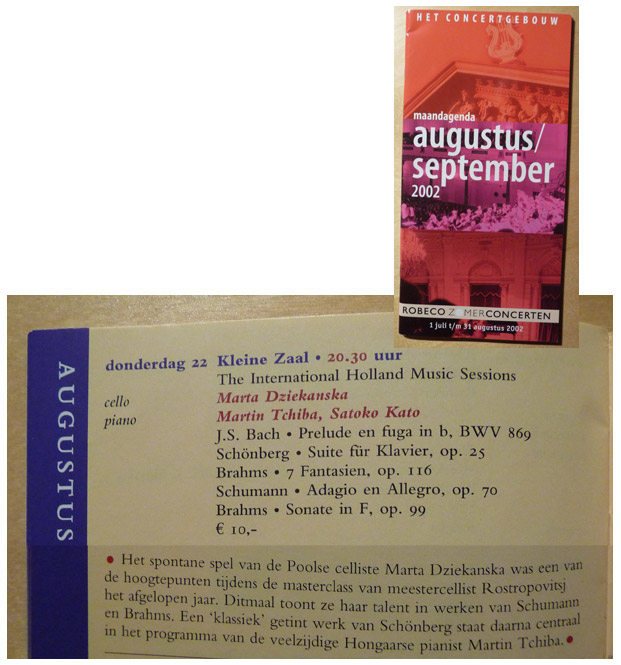 HET CONCERTGEBOUW
maandagenda
augustus/
september
2002
ROBECO ZOMERCONCERTEN
1 juli t/m 31 augustus 2002
AUGUSTUS
donderdag 22 Kleine Zaal • 20.30 uur
The International Holland Music Sessions
cello Marta Dziekanska
piano Martin Tchiba, Satoko Kato
J.S. Bach • Prelude en fuga in b, BWV 869
Schönberg • Suite für Klavier, op. 25
Brahms • 7 Fantasien, op. 116
Schumann • Adagio en Allegro, op. 70
Brahms • Sonate in F, op. 99
€ 10,-
• Het spontane spel van de Poolse celliste Marta Dziekanska was een van
de hoogtepunten tijdens de masterclass van meestercellist Rostropovitsj
het afgelopen jaar. Ditmaal toont ze haar talent in werken van Schumann
en Brahms. Een ‘klassiek’ getint werk van Schönberg staat daarna centraal
in het programma van de veelzijdige Hongaarse pianist Martin Tchiba. •